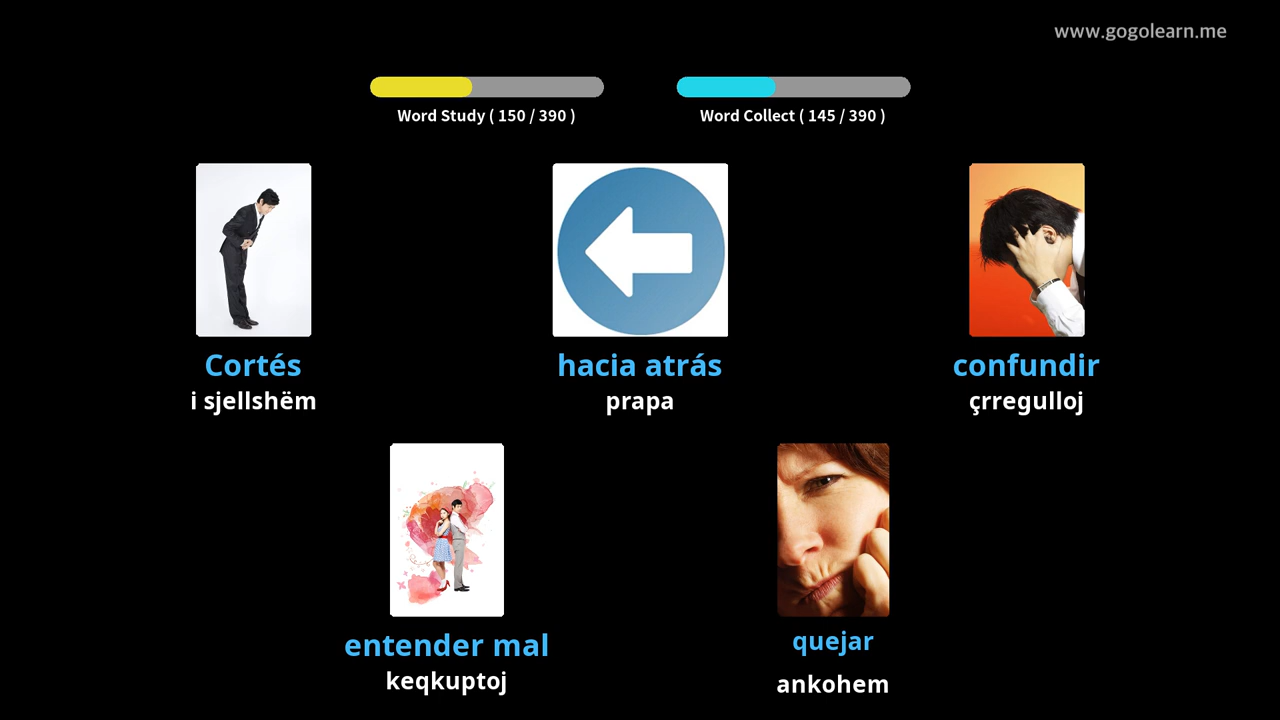 www.gogolearn.me
Word Study ( 150 / 390 )
Word Collect ( 145 / 390 )
Cortés
i sjellshëm
hacia atrás
prapa
confundir
çrregulloj
entender mal
keqkuptoj
quejar
ankohem